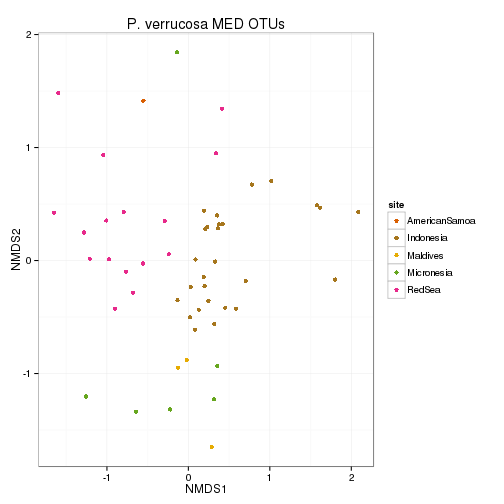 P. verrucosa MED OTUs
2
1
0
-1
NMDS2
-1
0
1
2
NMDS1
site
AmericanSamoa
Indonesia
Maldives
Micronesia
RedSea